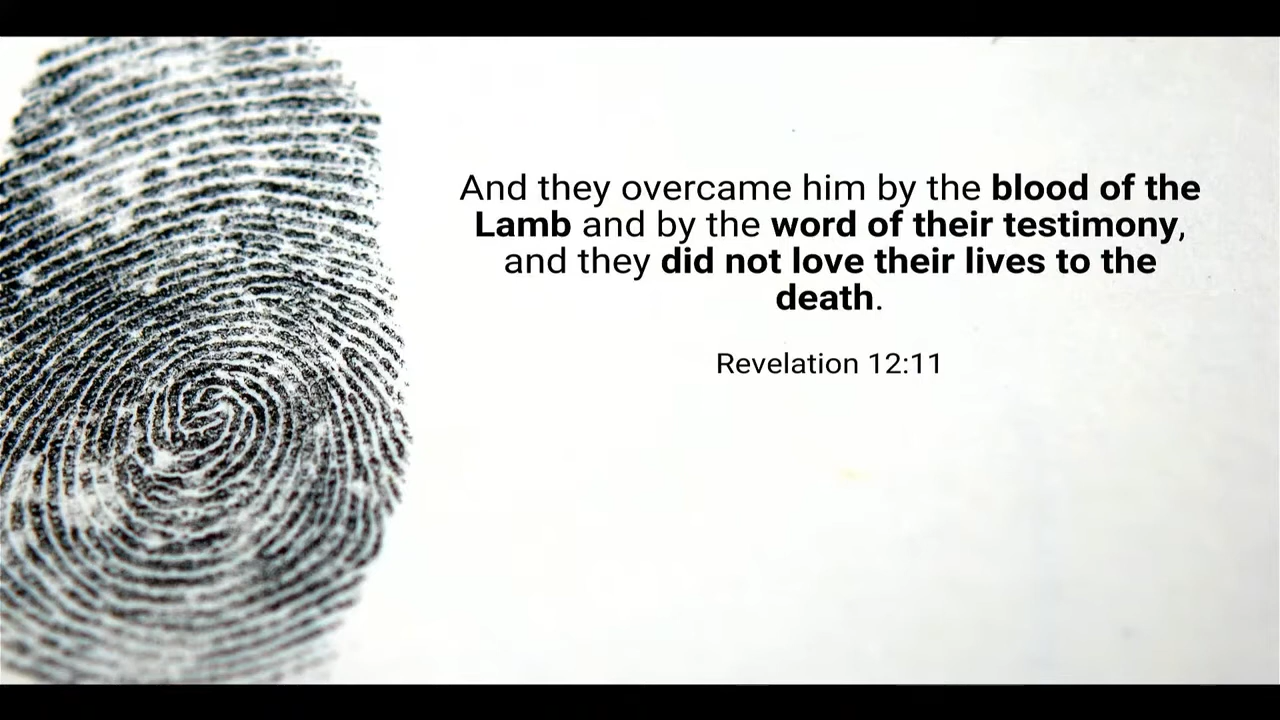 And they overcame him by the blood of the
Lamb and by the word of their testimony,
and they did not love their lives to the
death.
Revelation 12:11